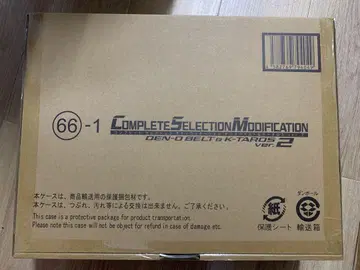 66-1 COMPLETE SELECTION MODIFICATION
DEN-O BELT & K-TAROS
ver.2
本ケースは、商品輸送用の保護梱包材です。
本ケースは、つぶれ、汚れ等による交換は出来ません。ご了承ください。
This case is a protective package for product transportation.
Please note this can not be object for refund in case of damage etc.
紙
保護シート
ダンボール
輸送箱